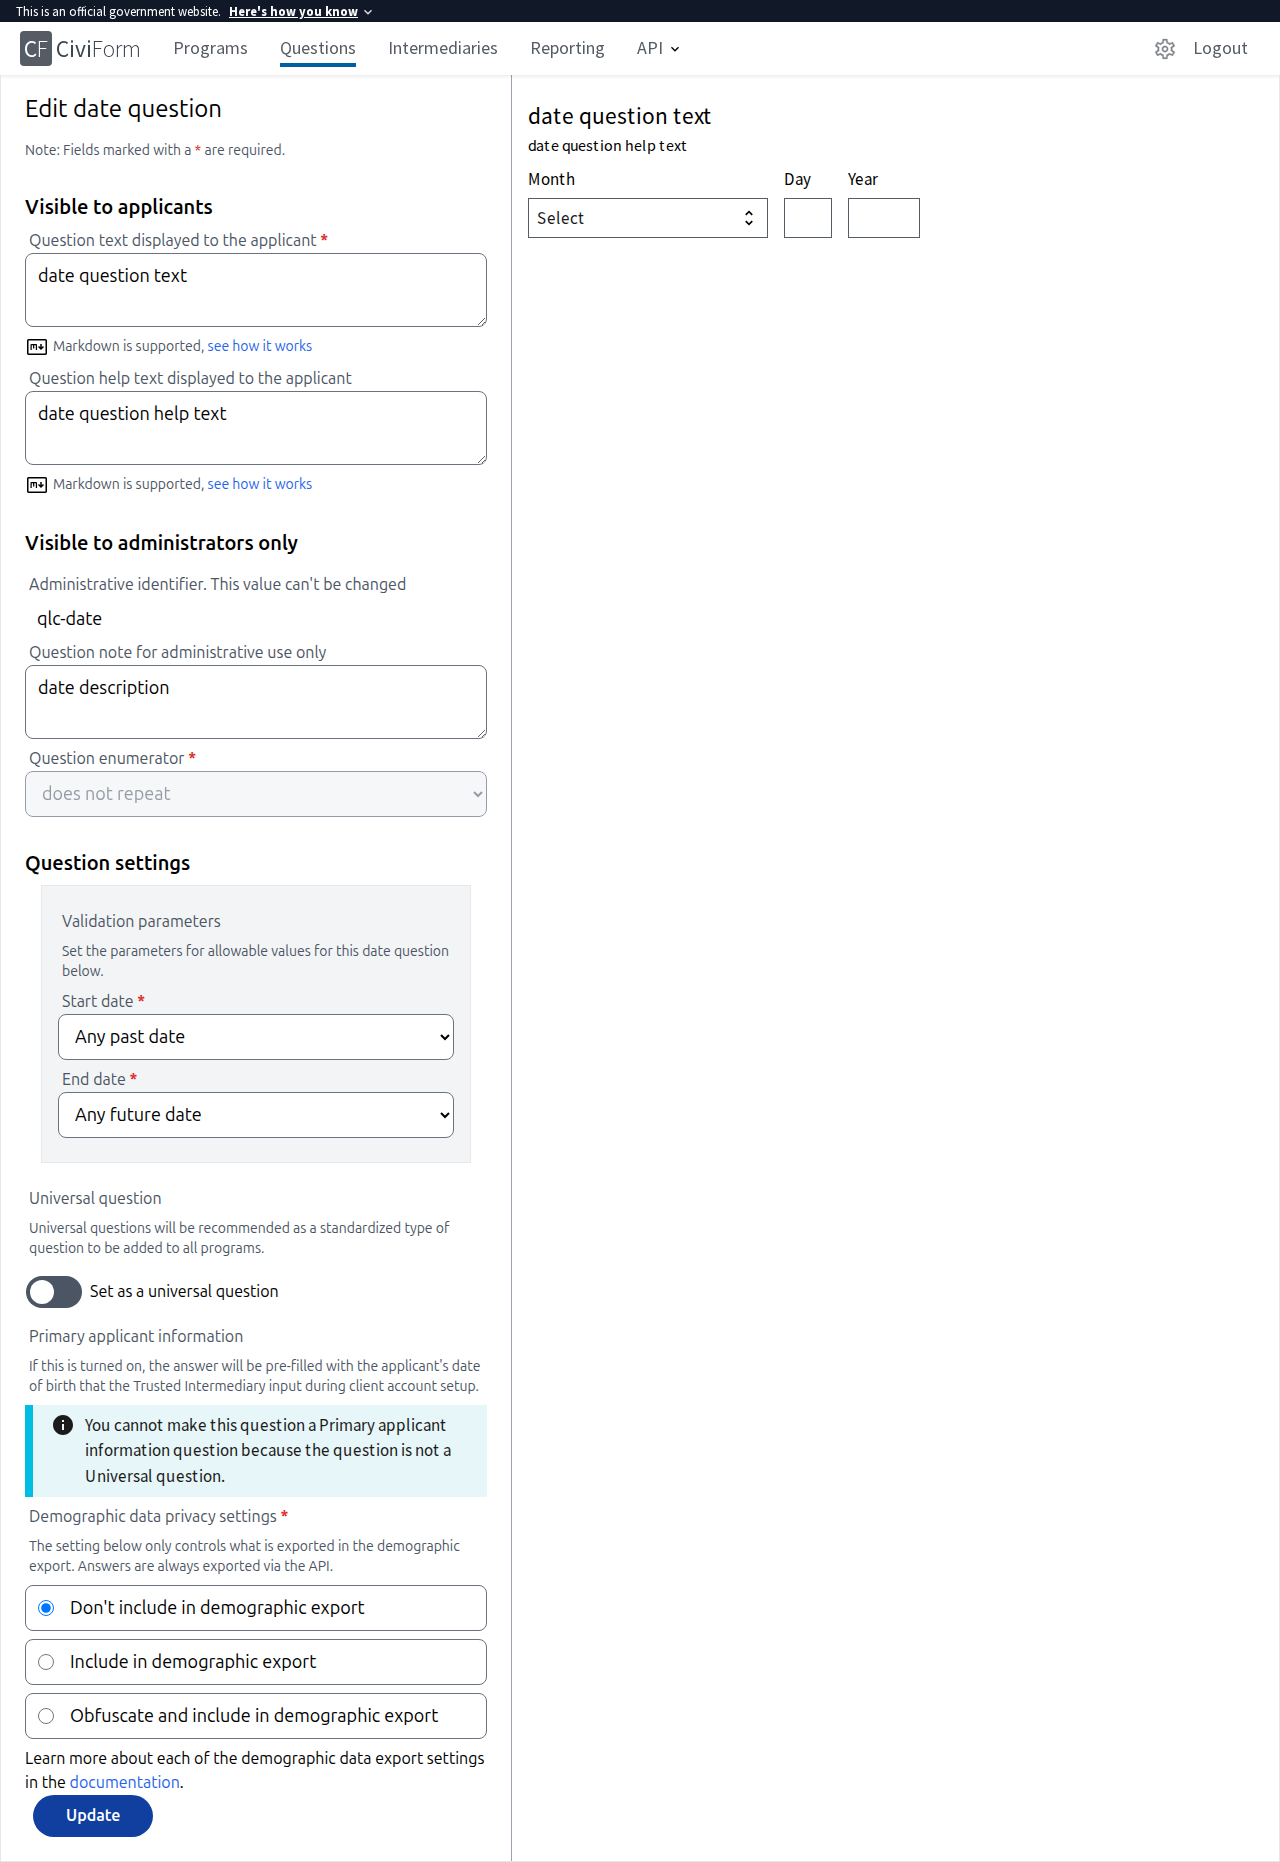 This is an official government website. Here's how you know
CF CiviForm Programs Questions Intermediaries Reporting API Logout
Edit date question
Note: Fields marked with a * are required.
Visible to applicants
Question text displayed to the applicant *
date question text
Markdown is supported, see how it works
Question help text displayed to the applicant
date question help text
Markdown is supported, see how it works
Visible to administrators only
Administrative identifier. This value can't be changed
qlc-date
Question note for administrative use only
date description
Question enumerator *
does not repeat
Question settings
Validation parameters
Set the parameters for allowable values for this date question
below.
Start date *
Any past date
End date *
Any future date
Universal question
Universal questions will be recommended as a standardized type of
question to be added to all programs.
Set as a universal question
Primary applicant information
If this is turned on, the answer will be pre-filled with the applicant's date
of birth that the Trusted Intermediary input during client account setup.
You cannot make this question a Primary applicant
information question because the question is not a
Universal question.
Demographic data privacy settings *
The setting below only controls what is exported in the demographic
export. Answers are always exported via the API.
Don't include in demographic export
Include in demographic export
Obfuscate and include in demographic export
Learn more about each of the demographic data export settings
in the documentation.
Update
date question text
date question help text
Month Day Year
Select